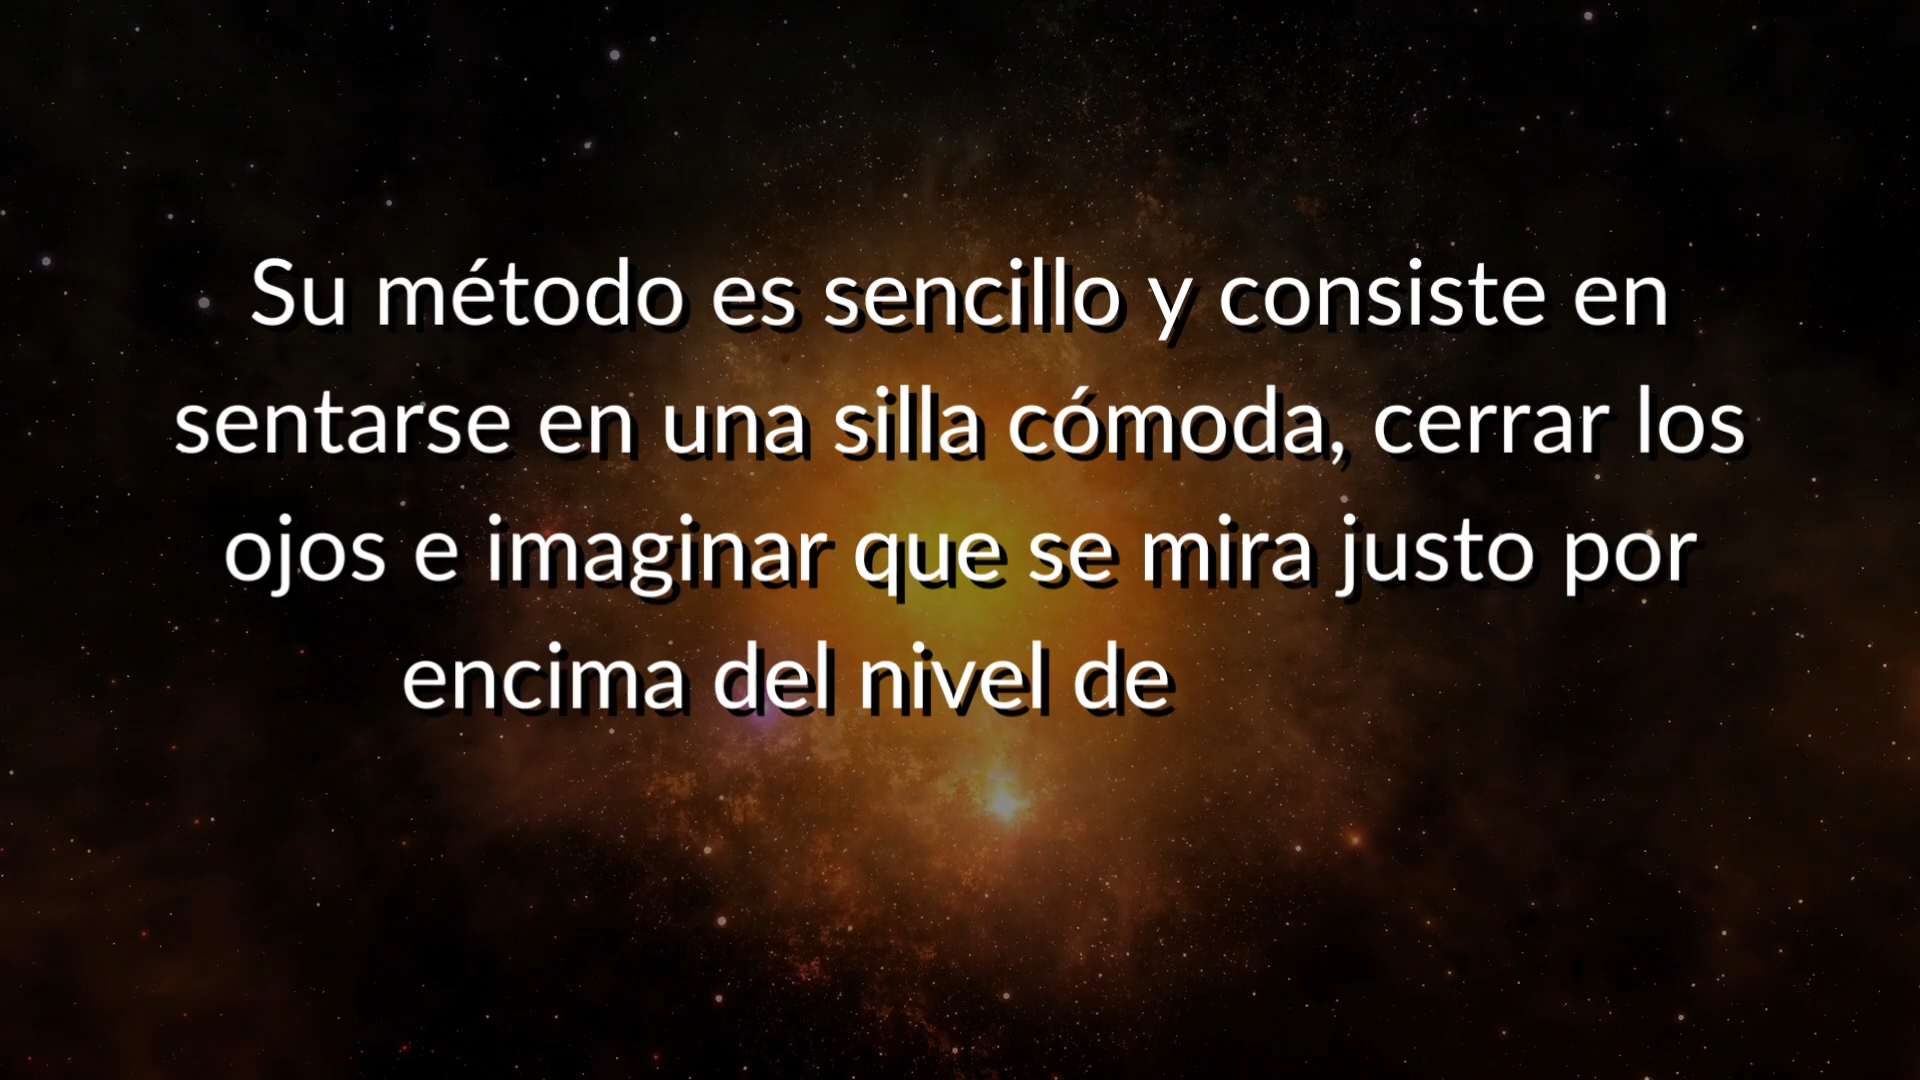 Su método es sencillo y consiste en
sentarse en una silla cómoda, cerrar los
ojos e imaginar que se mira justo por
encima del nivel de